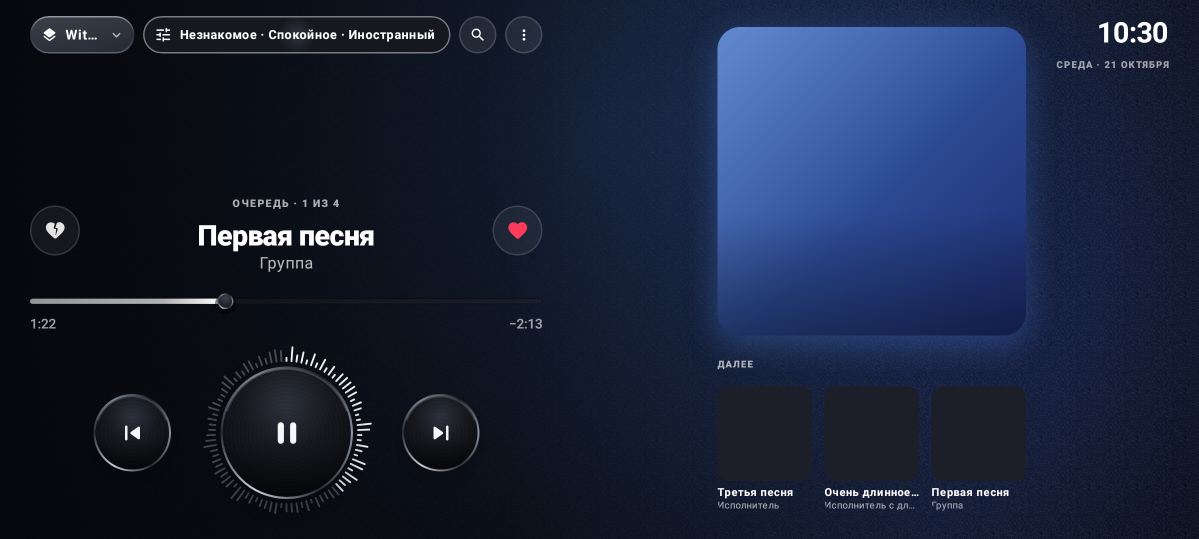 Wit…
Незнакомое · Спокойное · Иностранный
10:30
СРЕДА · 21 ОКТЯБРЯ
ОЧЕРЕДЬ · 1 ИЗ 4
Первая песня
Группа
1:22
−2:13
ДАЛЕЕ
Третья песня
Исполнитель
Очень длинное…
Исполнитель с дл…
Первая песня
Группа